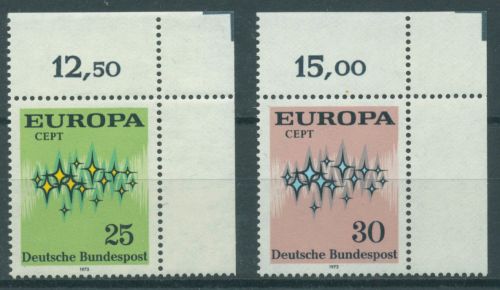 12,50
EUROPA
CEPT
25
Deutsche Bundespost
1972
15,00
EUROPA
CEPT
30
Deutsche Bundespost
1972